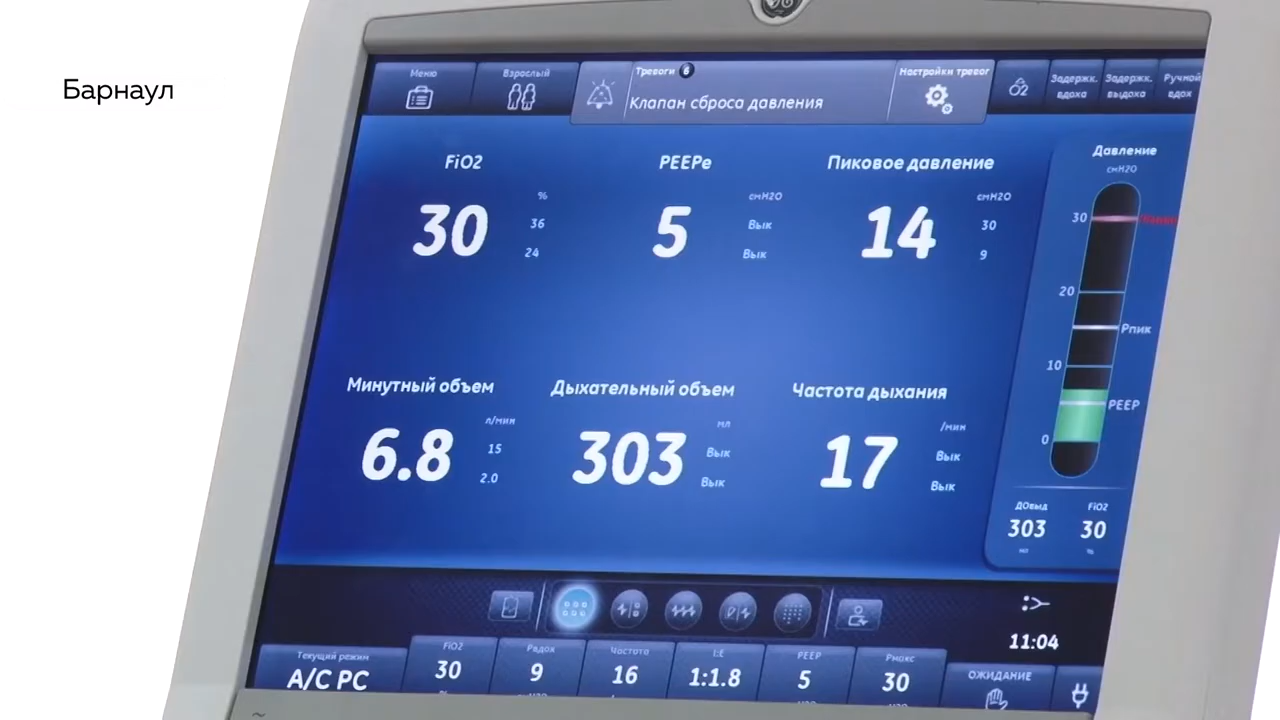 Барнаул
Меню
Взрослый
Тревоги 6
Клапан сброса давления
Настройки тревог
O2
Задержк. вдоха
Задержк. выдоха
Ручной вдох
FiO2
30
%
36
24
PEEPe
5
смH2O
Вык
Вык
Пиковое давление
14
смH2O
30
9
Давление
смH2O
30
20
Pпик
10
PEEP
0
Минутный объем
6.8
л/мин
15
2.0
Дыхательный объем
303
мл
Вык
Вык
Частота дыхания
17
/мин
Вык
Вык
ДОвыд
303
мл
FiO2
30
%
11:04
Текущий режим
A/C PC
FiO2
30
%
Рвдох
9
Частота
16
I:E
1:1.8
PEEP
5
Pмакс
30
ОЖИДАНИЕ